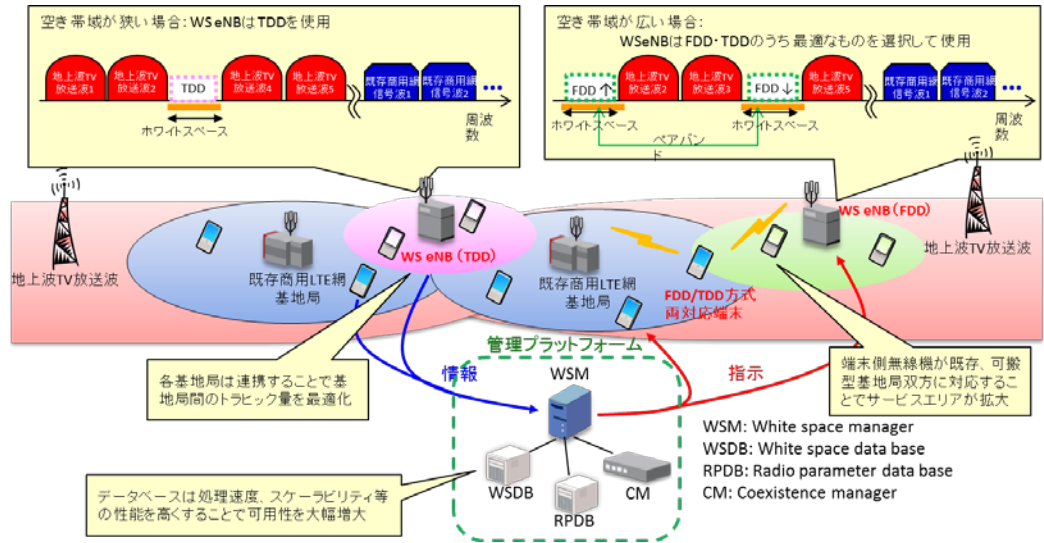 空き帯域が狭い場合: WSeNBはTDDを使用
地上波TV
放送波1
地上波TV
放送波2
TDD
地上波TV
放送波4
地上波TV
放送波5
既存商用網
信号波1
既存商用網
信号波2
•••
ホワイトスペース
周波
数
空き帯域が広い場合:
WSeNBはFDD・TDDのうち最適なものを選択して使用
FDD ↑
地上波TV
放送波2
地上波TV
放送波3
FDD ↓
地上波TV
放送波5
既存商用網
信号波1
既存商用網
信号波2
•••
ホワイトスペース
ホワイトスペース
周波
数
ペアバン
ド
地上波TV放送波
既存商用LTE網
基地局
WS eNB (TDD)
既存商用LTE網
基地局
WS eNB (FDD)
地上波TV放送波
FDD/TDD方式
両対応端末
各基地局は連携することで基
地局間のトラヒック量を最適化
情報
管理プラットフォーム
指示
端末側無線機が既存、可搬
型基地局双方に対応するこ
とでサービスエリアが拡大
WSM
WSDB
RPDB
CM
データベースは処理速度、スケーラビリティ等
の性能を高くすることで可用性を大幅増大
WSM: White space manager
WSDB: White space data base
RPDB: Radio parameter data base
CM: Coexistence manager